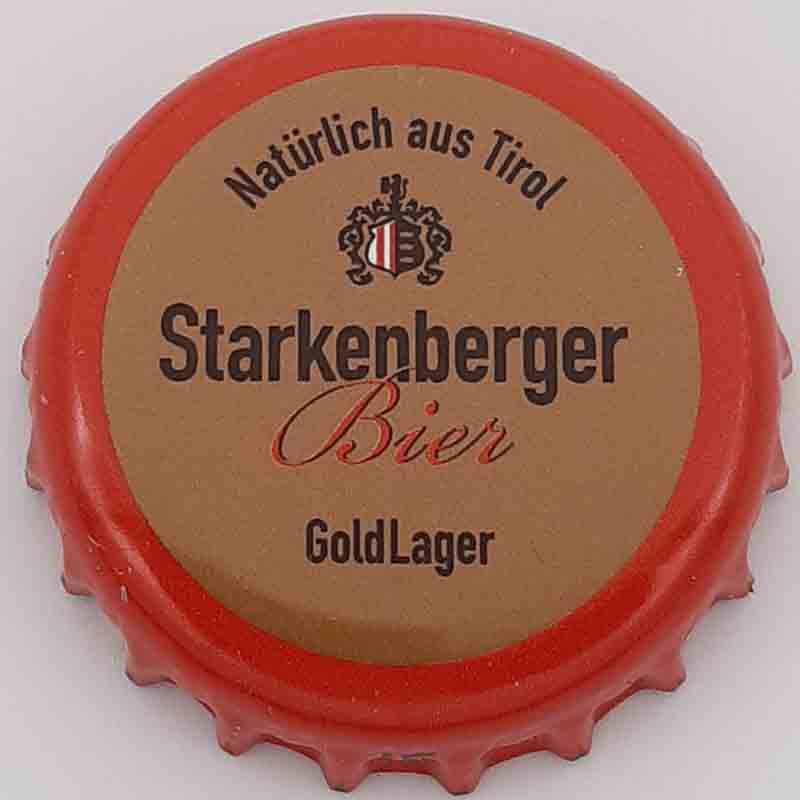 Natürlich aus Tirol
Starkenberger
Bier
GoldLager